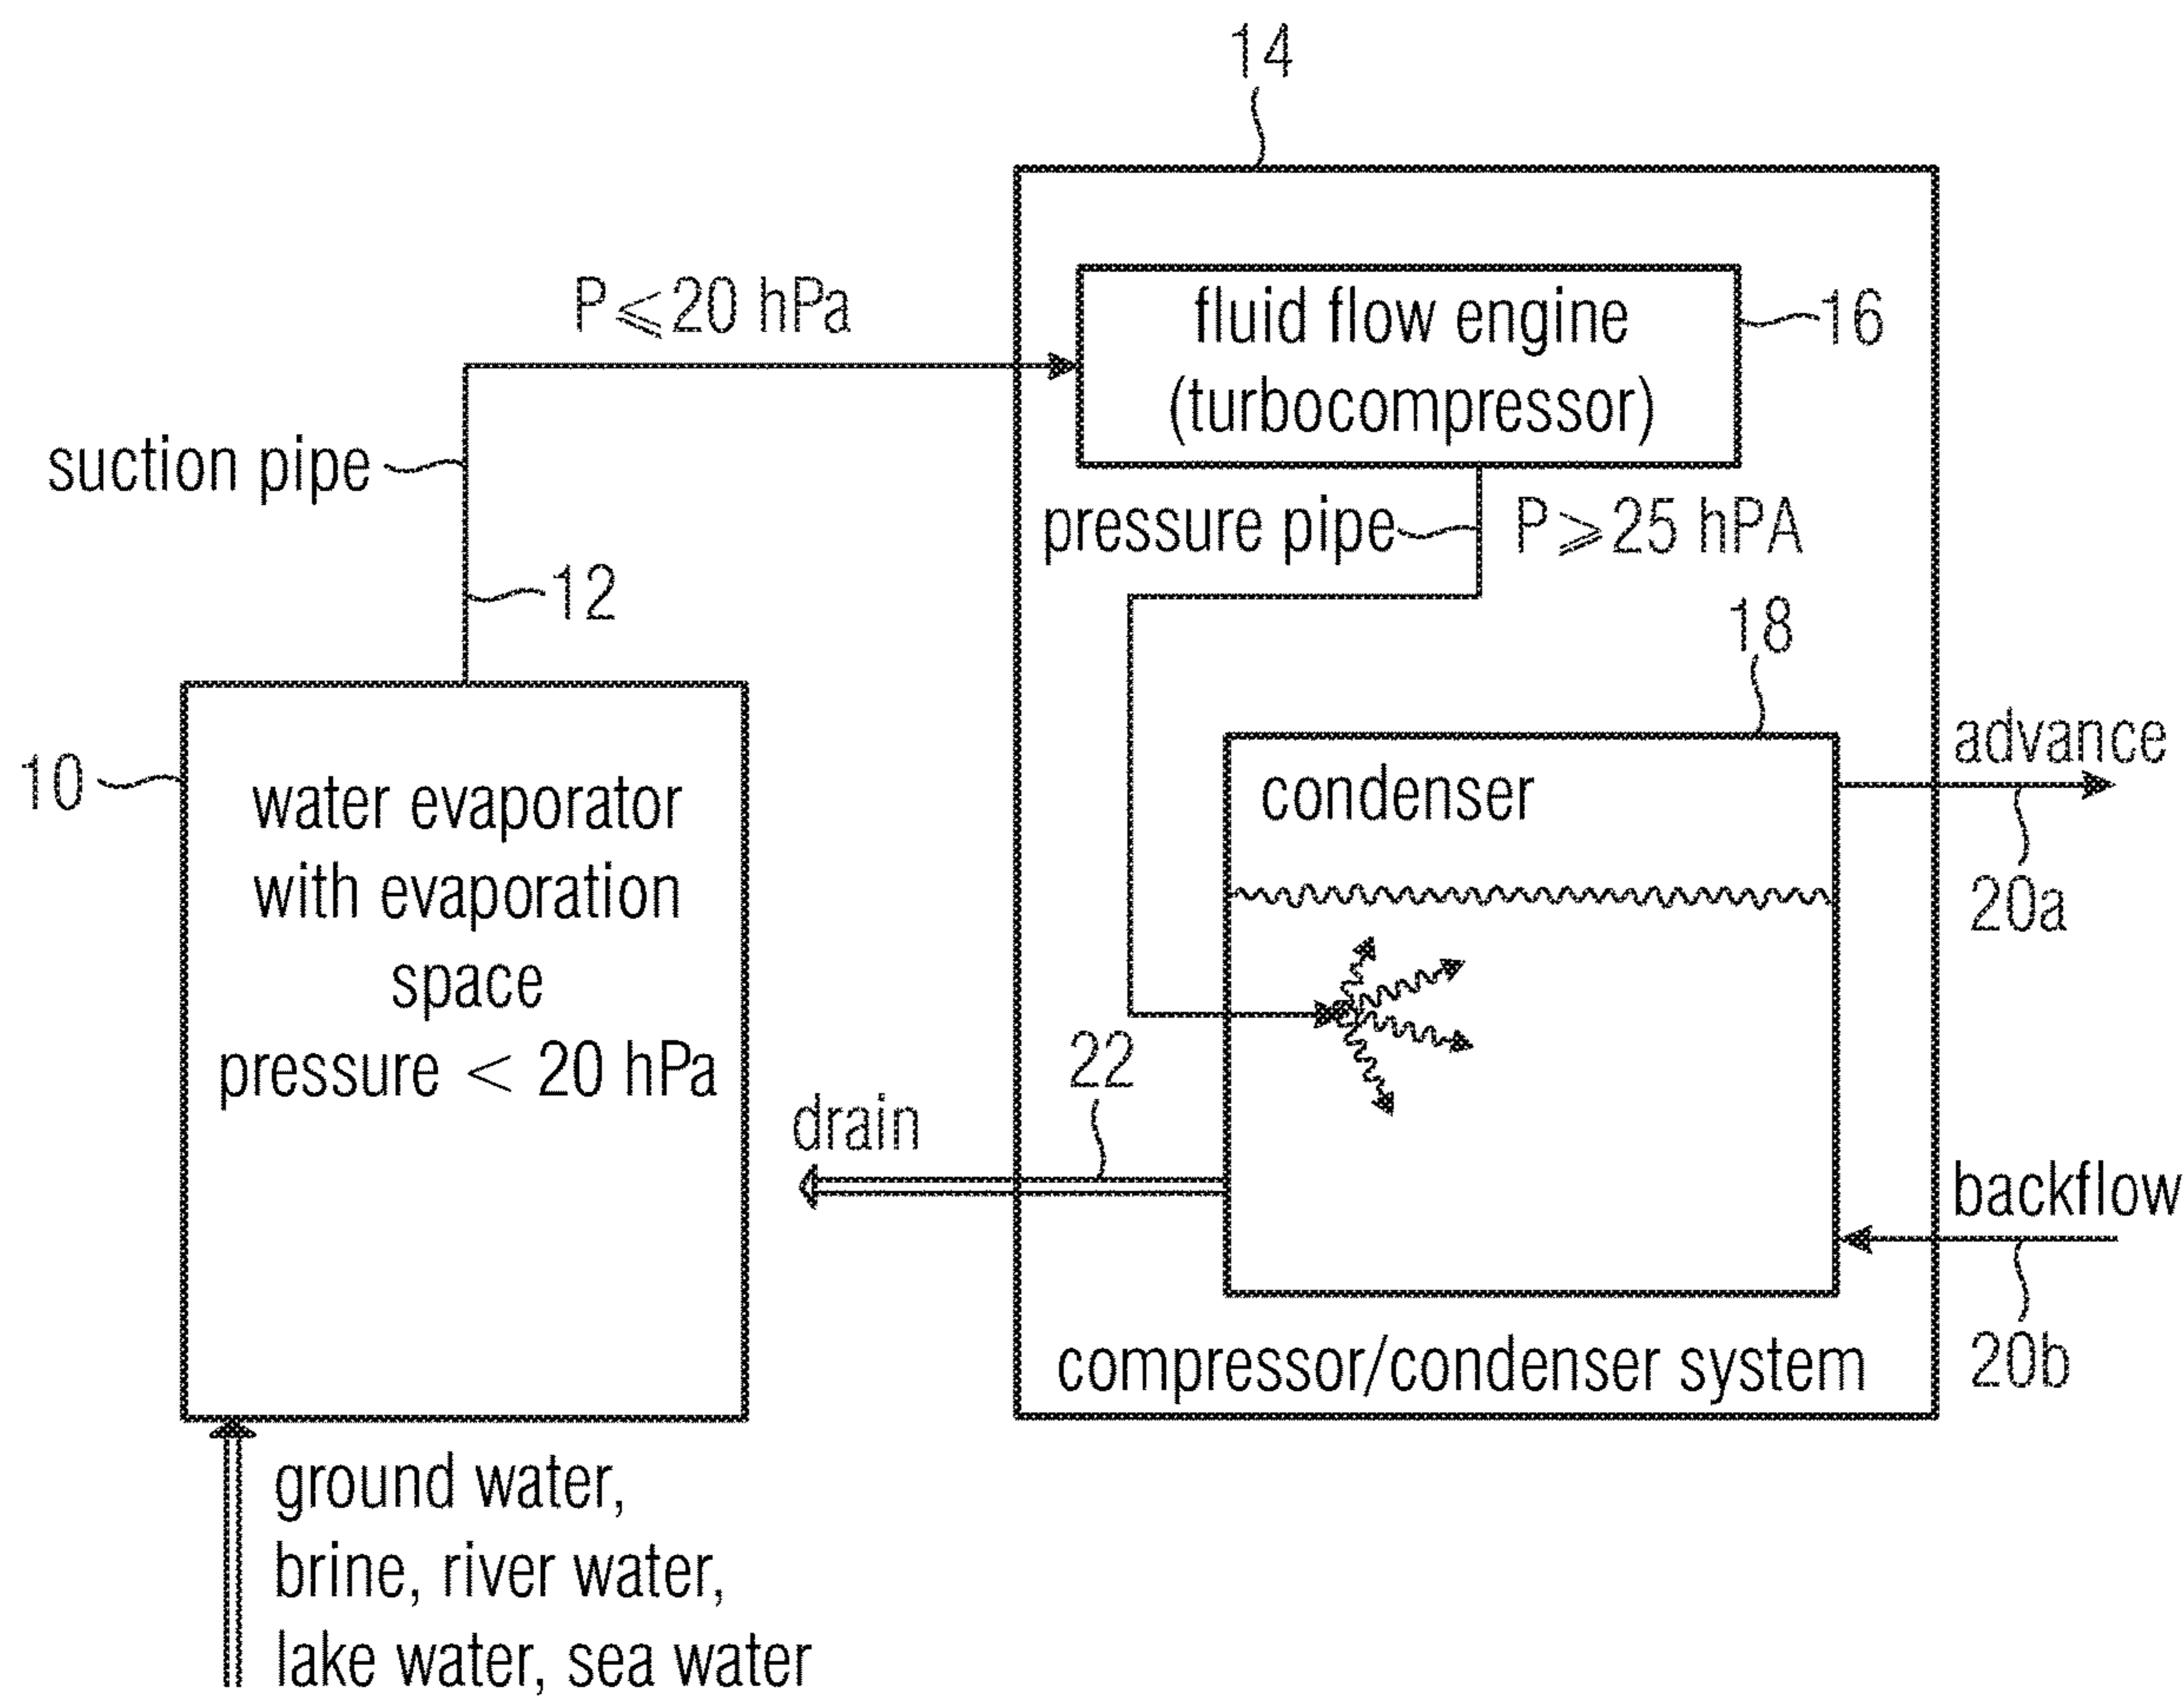 14
P ⩽ 20 hPa
fluid flow engine
(turbocompressor)
16
suction pipe
pressure pipe
P ⩾ 25 hPA
12
18
10
water evaporator
with evaporation
space
pressure < 20 hPa
condenser
advance
20a
22
drain
backflow
20b
compressor/condenser system
ground water,
brine, river water,
lake water, sea water